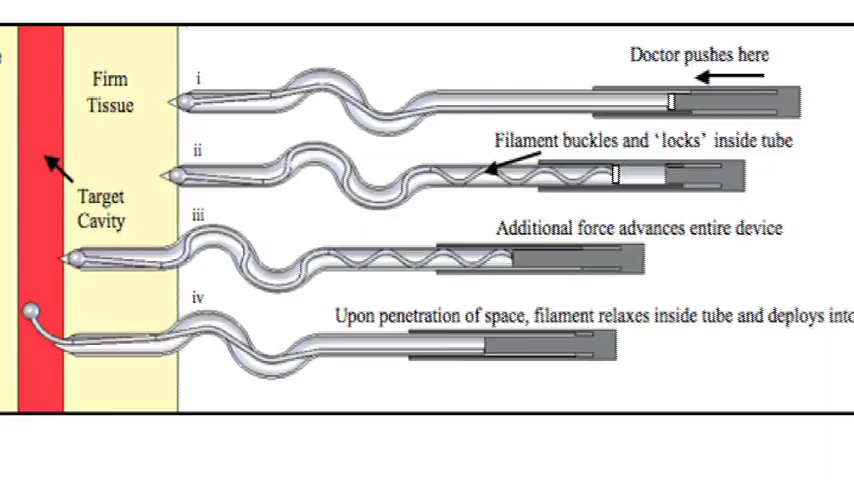 Doctor pushes here
Firm
Tissue
i
Filament buckles and ‘locks’ inside tube
ii
Target
Cavity
iii
Additional force advances entire device
iv
Upon penetration of space, filament relaxes inside tube and deploys into